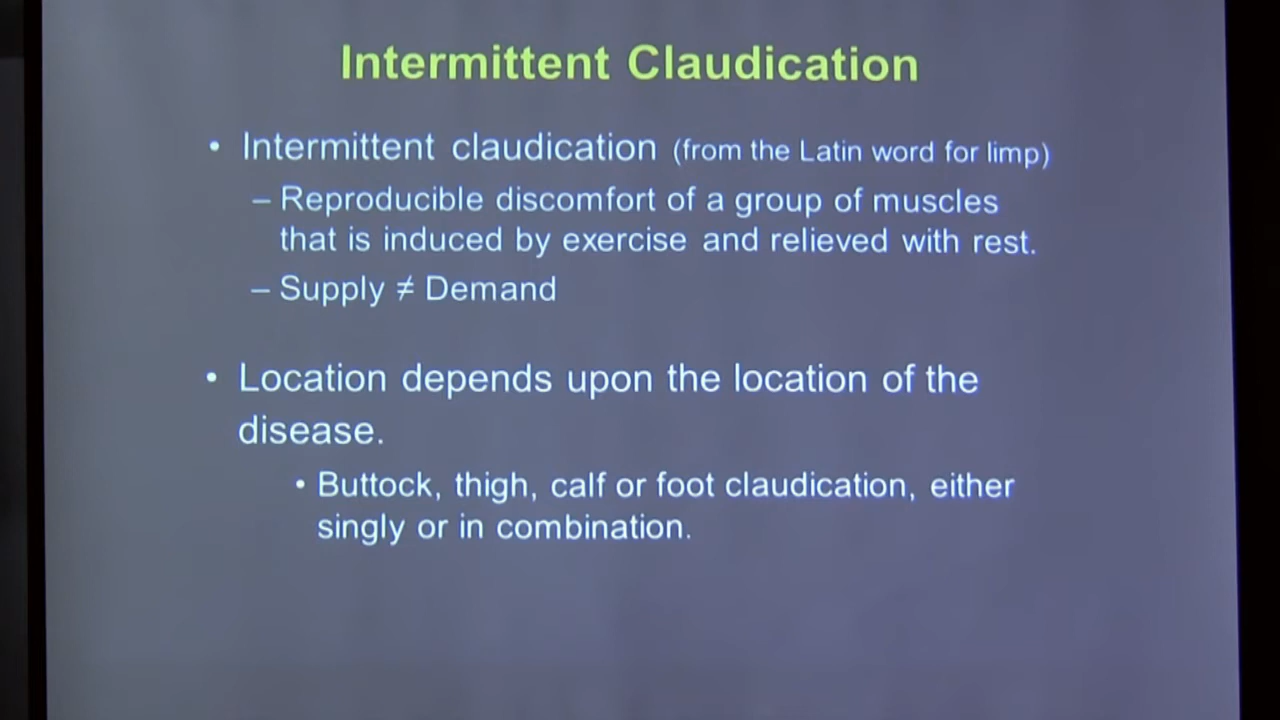 Intermittent Claudication
• Intermittent claudication (from the Latin word for limp)
– Reproducible discomfort of a group of muscles
that is induced by exercise and relieved with rest.
– Supply ≠ Demand
• Location depends upon the location of the
disease.
• Buttock, thigh, calf or foot claudication, either
singly or in combination.